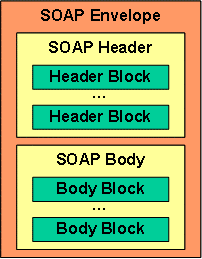 SOAP Envelope
SOAP Header
Header Block
...
Header Block
SOAP Body
Body Block
...
Body Block